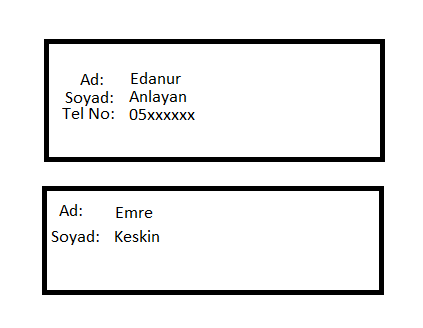 Ad: Edanur
Soyad: Anlayan
Tel No: 05xxxxxx
Ad: Emre
Soyad: Keskin